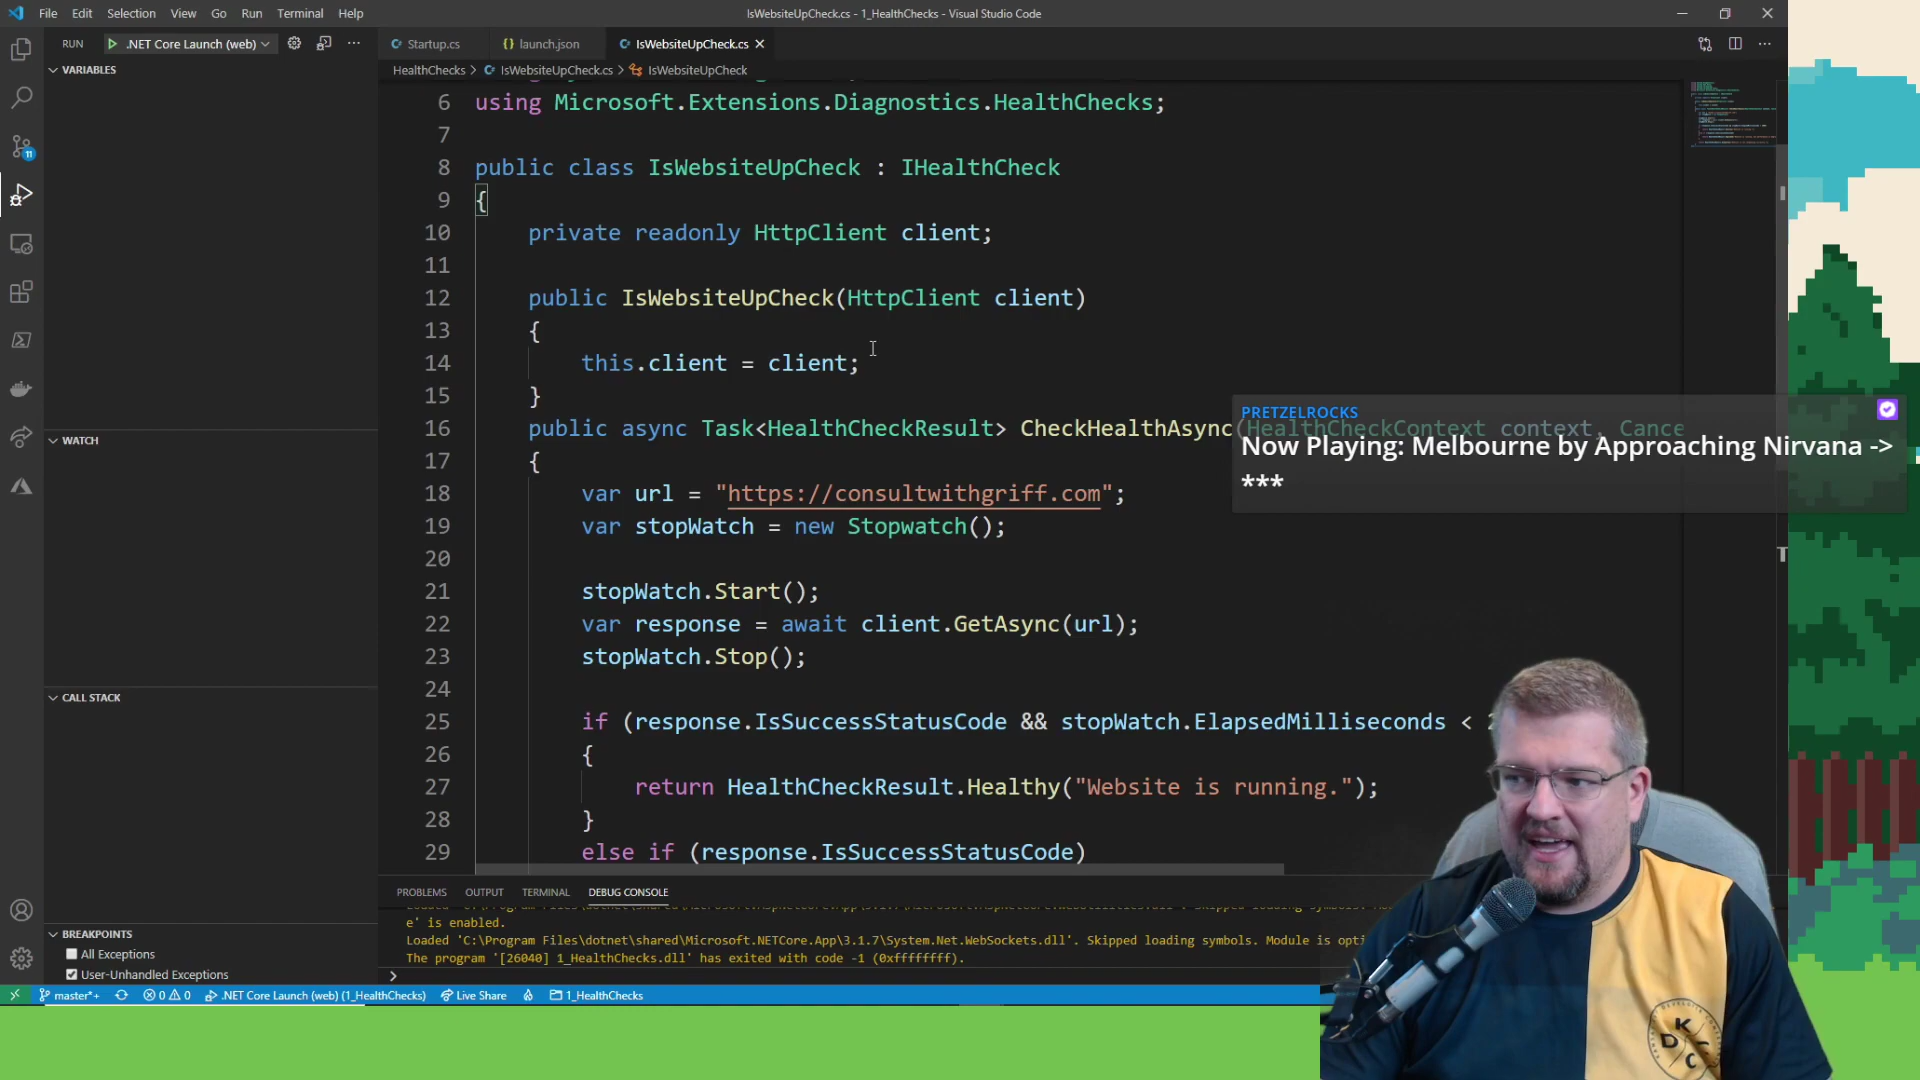 File Edit Selection View Go Run Terminal Help
IsWebsiteUpCheck.cs - 1_HealthChecks - Visual Studio Code
RUN .NET Core Launch (web)
Startup.cs launch.json IsWebsiteUpCheck.cs
HealthChecks > IsWebsiteUpCheck.cs > IsWebsiteUpCheck
VARIABLES
WATCH
CALL STACK
BREAKPOINTS
All Exceptions
User-Unhandled Exceptions
11
6 using Microsoft.Extensions.Diagnostics.HealthChecks;
7
8 public class IsWebsiteUpCheck : IHealthCheck
9 {
10 private readonly HttpClient client;
11
12 public IsWebsiteUpCheck(HttpClient client)
13 {
14 this.client = client;
15 }
16 public async Task<HealthCheckResult> CheckHealthAsync(HealthCheckContext context, Cance
17 {
18 var url = "https://consultwithgriff.com";
19 var stopWatch = new Stopwatch();
20
21 stopWatch.Start();
22 var response = await client.GetAsync(url);
23 stopWatch.Stop();
24
25 if (response.IsSuccessStatusCode && stopWatch.ElapsedMilliseconds <
26 {
27 return HealthCheckResult.Healthy("Website is running.");
28 }
29 else if (response.IsSuccessStatusCode)
PRETZELROCKS
Now Playing: Melbourne by Approaching Nirvana ->
***
PROBLEMS OUTPUT TERMINAL DEBUG CONSOLE
e' is enabled.
Loaded 'C:\Program Files\dotnet\shared\Microsoft.NETCore.App\3.1.7\System.Net.WebSockets.dll'. Skipped loading symbols. Module is opti
The program '[26040] 1_HealthChecks.dll' has exited with code -1 (0xffffffff).
>
master*+ 0 0 .NET Core Launch (web) (1_HealthChecks) Live Share 1_HealthChecks
K
D C
C